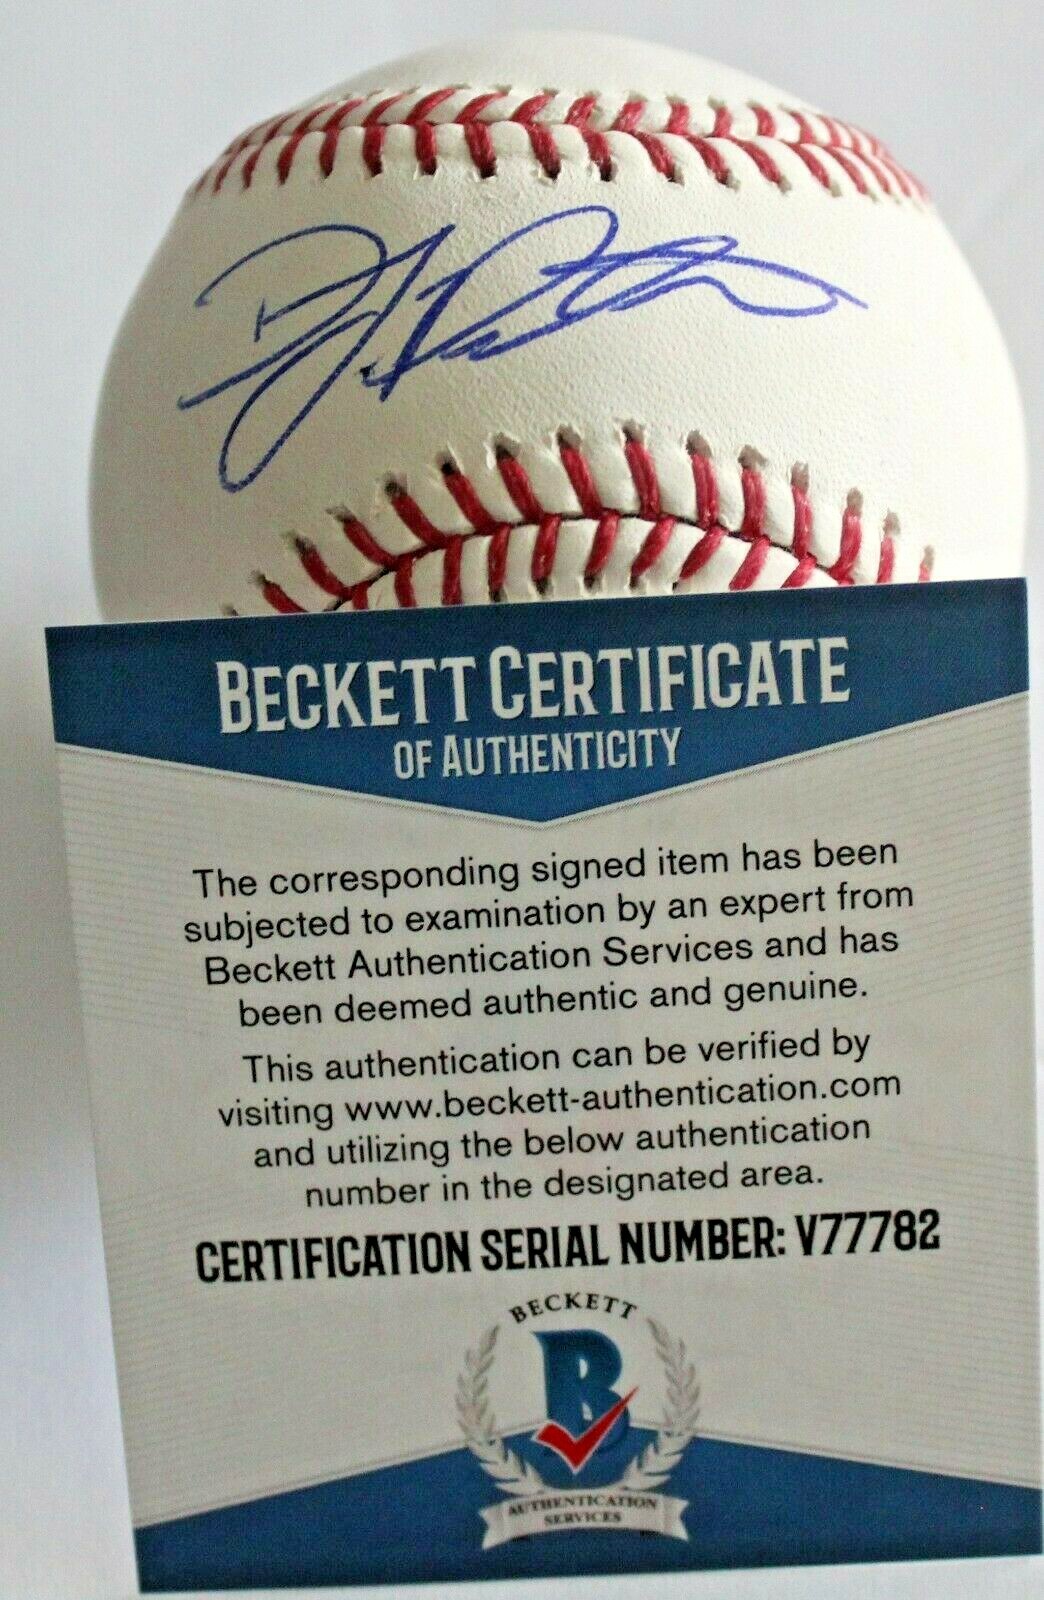 BECKETT CERTIFICATE
OF AUTHENTICITY
The corresponding signed item has been
subjected to examination by an expert from
Beckett Authentication Services and has
been deemed authentic and genuine.
This authentication can be verified by
visiting www.beckett-authentication.com
and utilizing the below authentication
number in the designated area.
CERTIFICATION SERIAL NUMBER: V77782
BECKETT
B
AUTHENTICATION
SERVICES